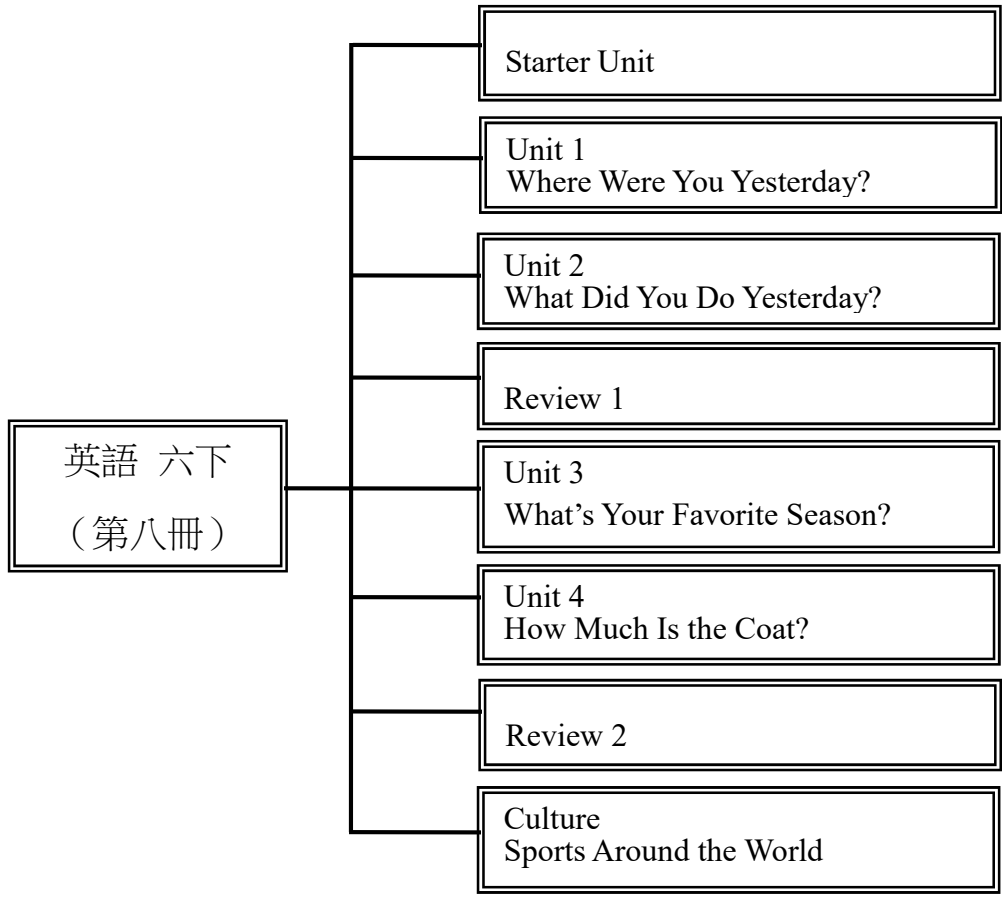 英語 六下
（第八冊）
Starter Unit
Unit 1
Where Were You Yesterday?
Unit 2
What Did You Do Yesterday?
Review 1
Unit 3
What’s Your Favorite Season?
Unit 4
How Much Is the Coat?
Review 2
Culture
Sports Around the World